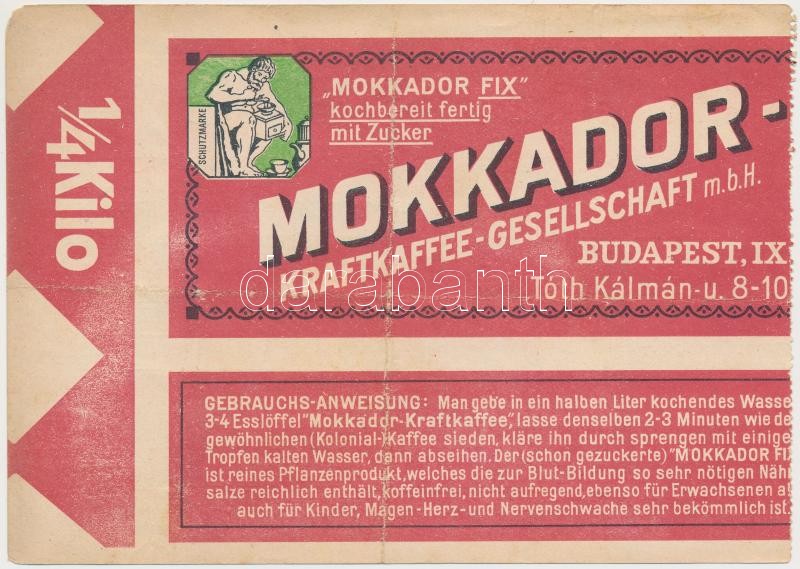 1/4 Kilo
SCHUTZMARKE
„MOKKADOR FIX”
kochbereit fertig
mit Zucker
MOKKADOR-
KRAFTKAFFEE-GESELLSCHAFT m.b.H.
BUDAPEST, IX
Tóth Kálmán-u. 8-10
darabanth
GEBRAUCHS-ANWEISUNG: Man gebe in ein halben Liter kochendes Wasse
3-4 Esslöffel "Mokkador-Kraftkaffee", lasse denselben 2-3 Minuten wie de
gewöhnlichen (Kolonial-)Kaffee sieden, kläre ihn durch sprengen mit einige
Tropfen kalten Wasser, dann abseihen. Der (schon gezuckerte) "MOKKADOR FIX
ist reines Pflanzenprodukt, welches die zur Blut-Bildung so sehr nötigen Nähr
salze reichlich enthält, koffeinfrei, nicht aufregend, ebenso für Erwachsenen al
auch für Kinder, Magen-Herz-und Nervenschwache sehr bekömmlich ist.